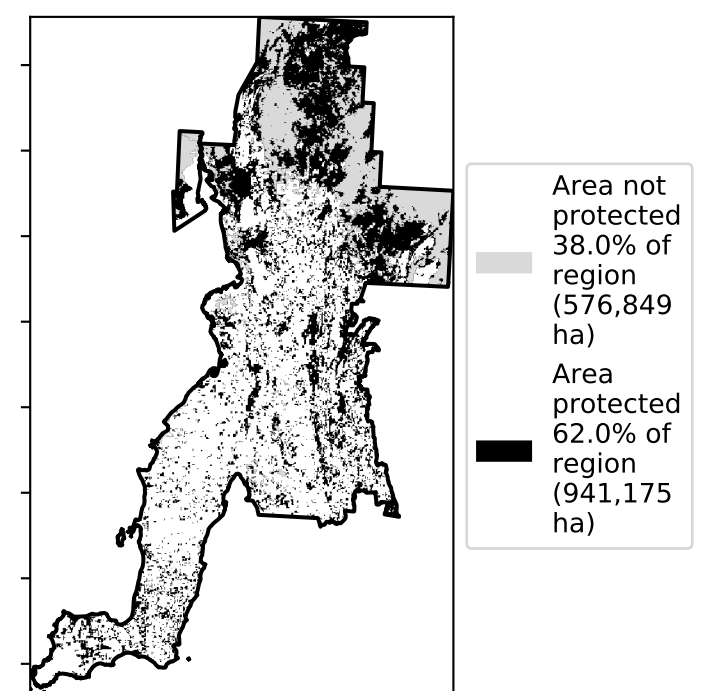 Area not
protected
38.0% of
region
(576,849
ha)
Area
protected
62.0% of
region
(941,175
ha)